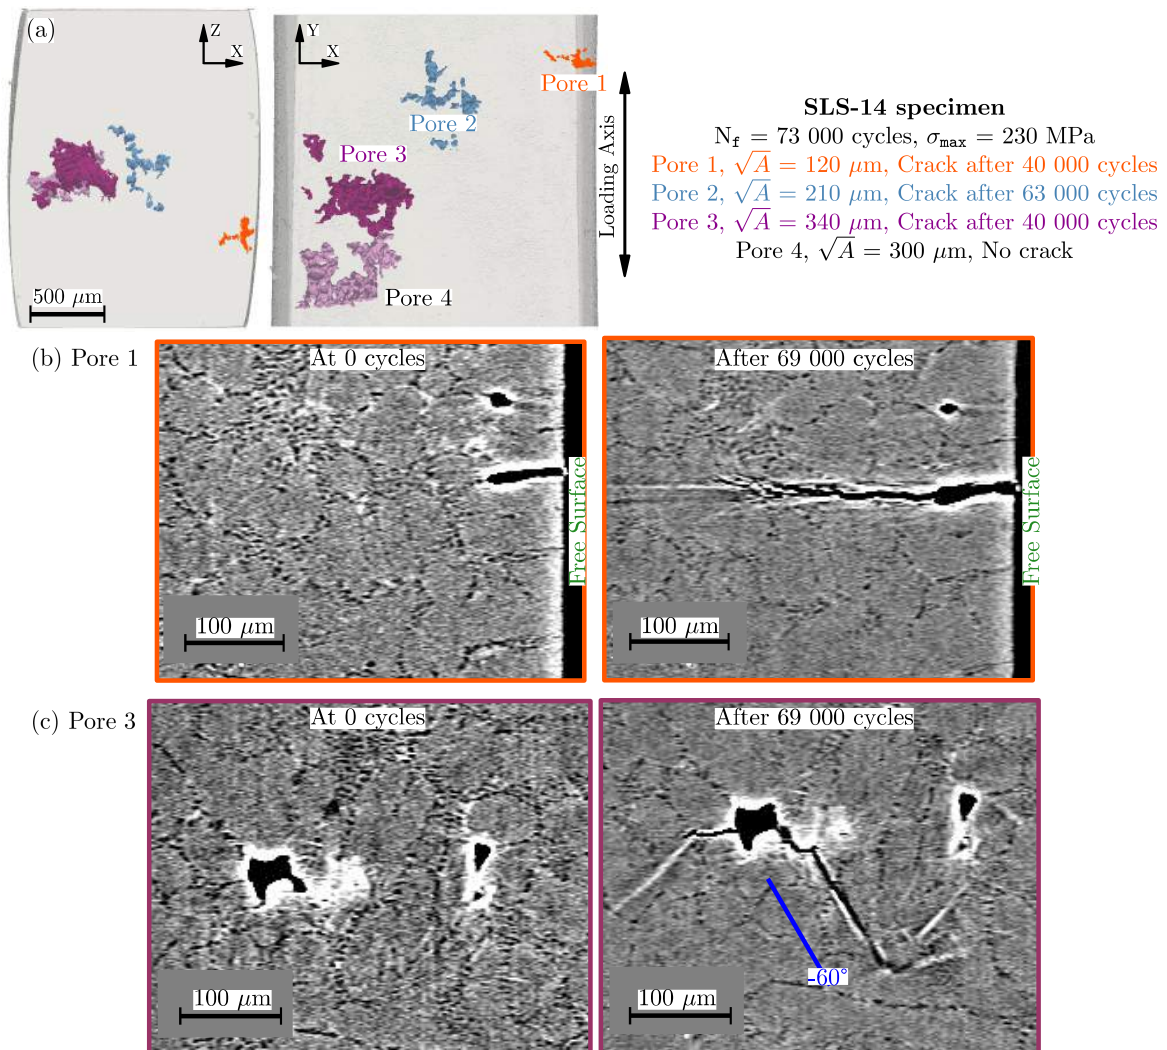 (a)
Z
X
500 μm
Y
X
Pore 1
Pore 2
Pore 3
Pore 4
Loading Axis
SLS-14 specimen
N_f = 73 000 cycles, σ_max = 230 MPa
Pore 1, √A = 120 μm, Crack after 40 000 cycles
Pore 2, √A = 210 μm, Crack after 63 000 cycles
Pore 3, √A = 340 μm, Crack after 40 000 cycles
Pore 4, √A = 300 μm, No crack
(b) Pore 1
At 0 cycles
Free Surface
100 μm
After 69 000 cycles
Free Surface
100 μm
(c) Pore 3
At 0 cycles
100 μm
After 69 000 cycles
-60°
100 μm